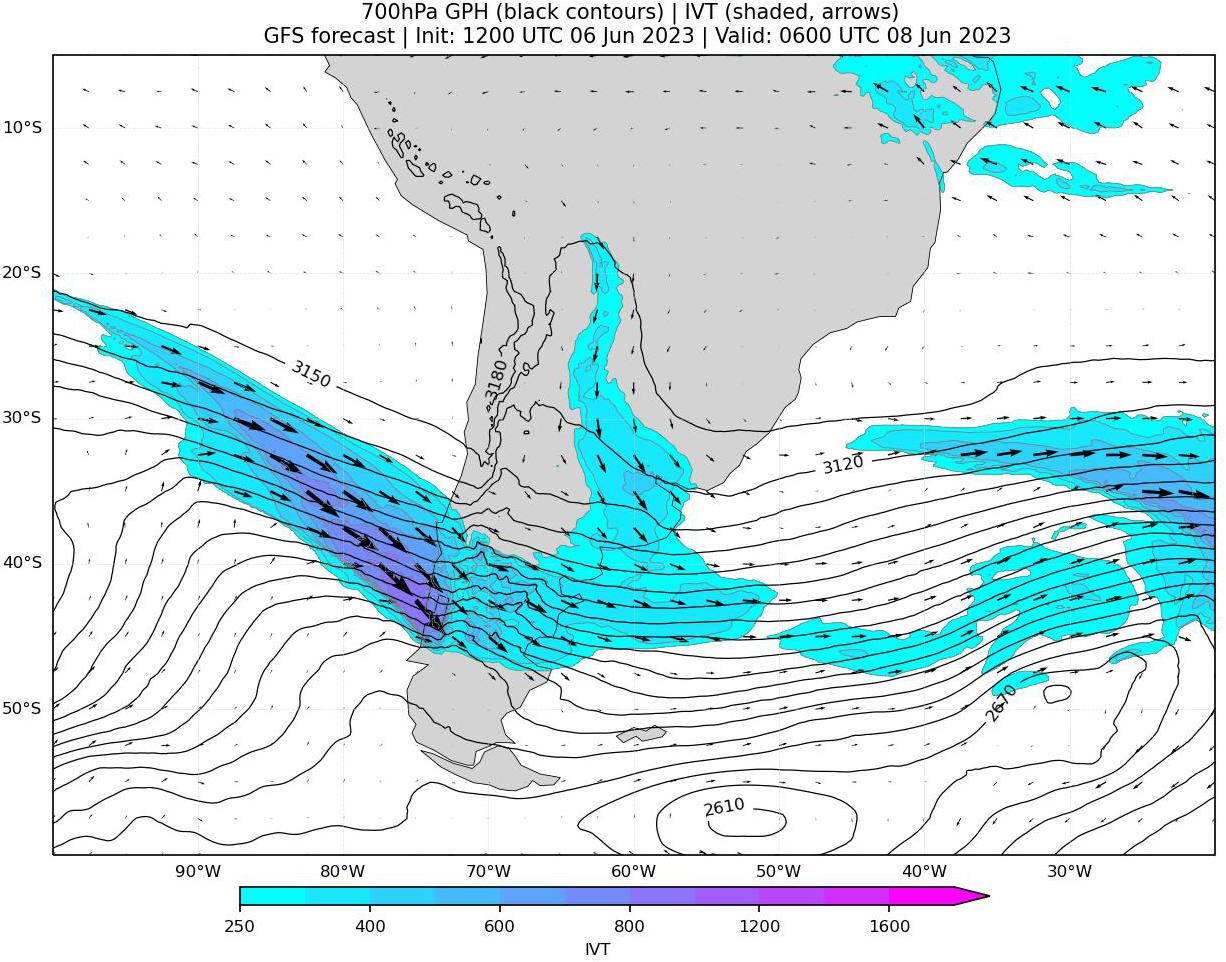 700hPa GPH (black contours) | IVT (shaded, arrows)
GFS forecast | Init: 1200 UTC 06 Jun 2023 | Valid: 0600 UTC 08 Jun 2023
10°S
20°S
3150
3180
30°S
3120
40°S
2670
50°S
2610
90°W 80°W 70°W 60°W 50°W 40°W 30°W
250 400 600 800 1200 1600
IVT